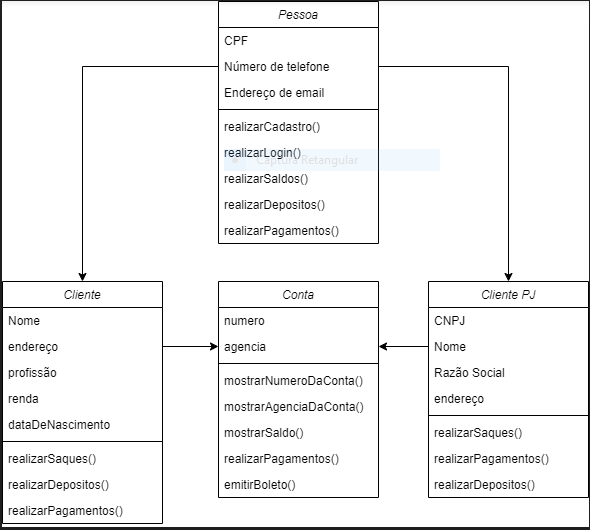 Pessoa
CPF
Número de telefone
Endereço de email
realizarCadastro()
realizarLogin()
Captura Retangular
realizarSaldos()
realizarDepositos()
realizarPagamentos()
Cliente
Nome
endereço
profissão
renda
dataDeNascimento
realizarSaques()
realizarDepositos()
realizarPagamentos()
Conta
numero
agencia
mostrarNumeroDaConta()
mostrarAgenciaDaConta()
mostrarSaldo()
realizarPagamentos()
emitirBoleto()
Cliente PJ
CNPJ
Nome
Razão Social
endereço
realizarSaques()
realizarPagamentos()
realizarDepositos()